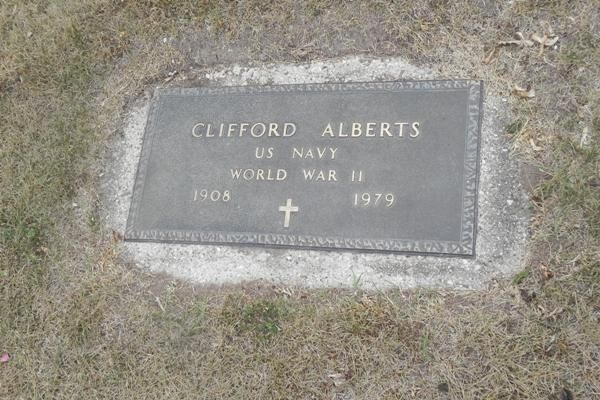 CLIFFORD ALBERTS
US NAVY
WORLD WAR II
1908 1979